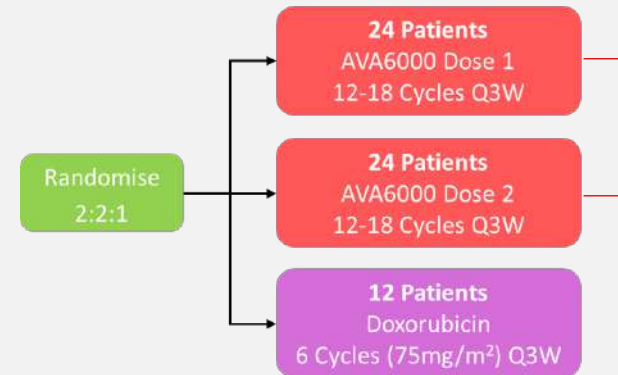 24 Patients
AVA6000 Dose 1
12-18 Cycles Q3W
Randomise
2:2:1
24 Patients
AVA6000 Dose 2
12-18 Cycles Q3W
12 Patients
Doxorubicin
6 Cycles (75mg/m²) Q3W